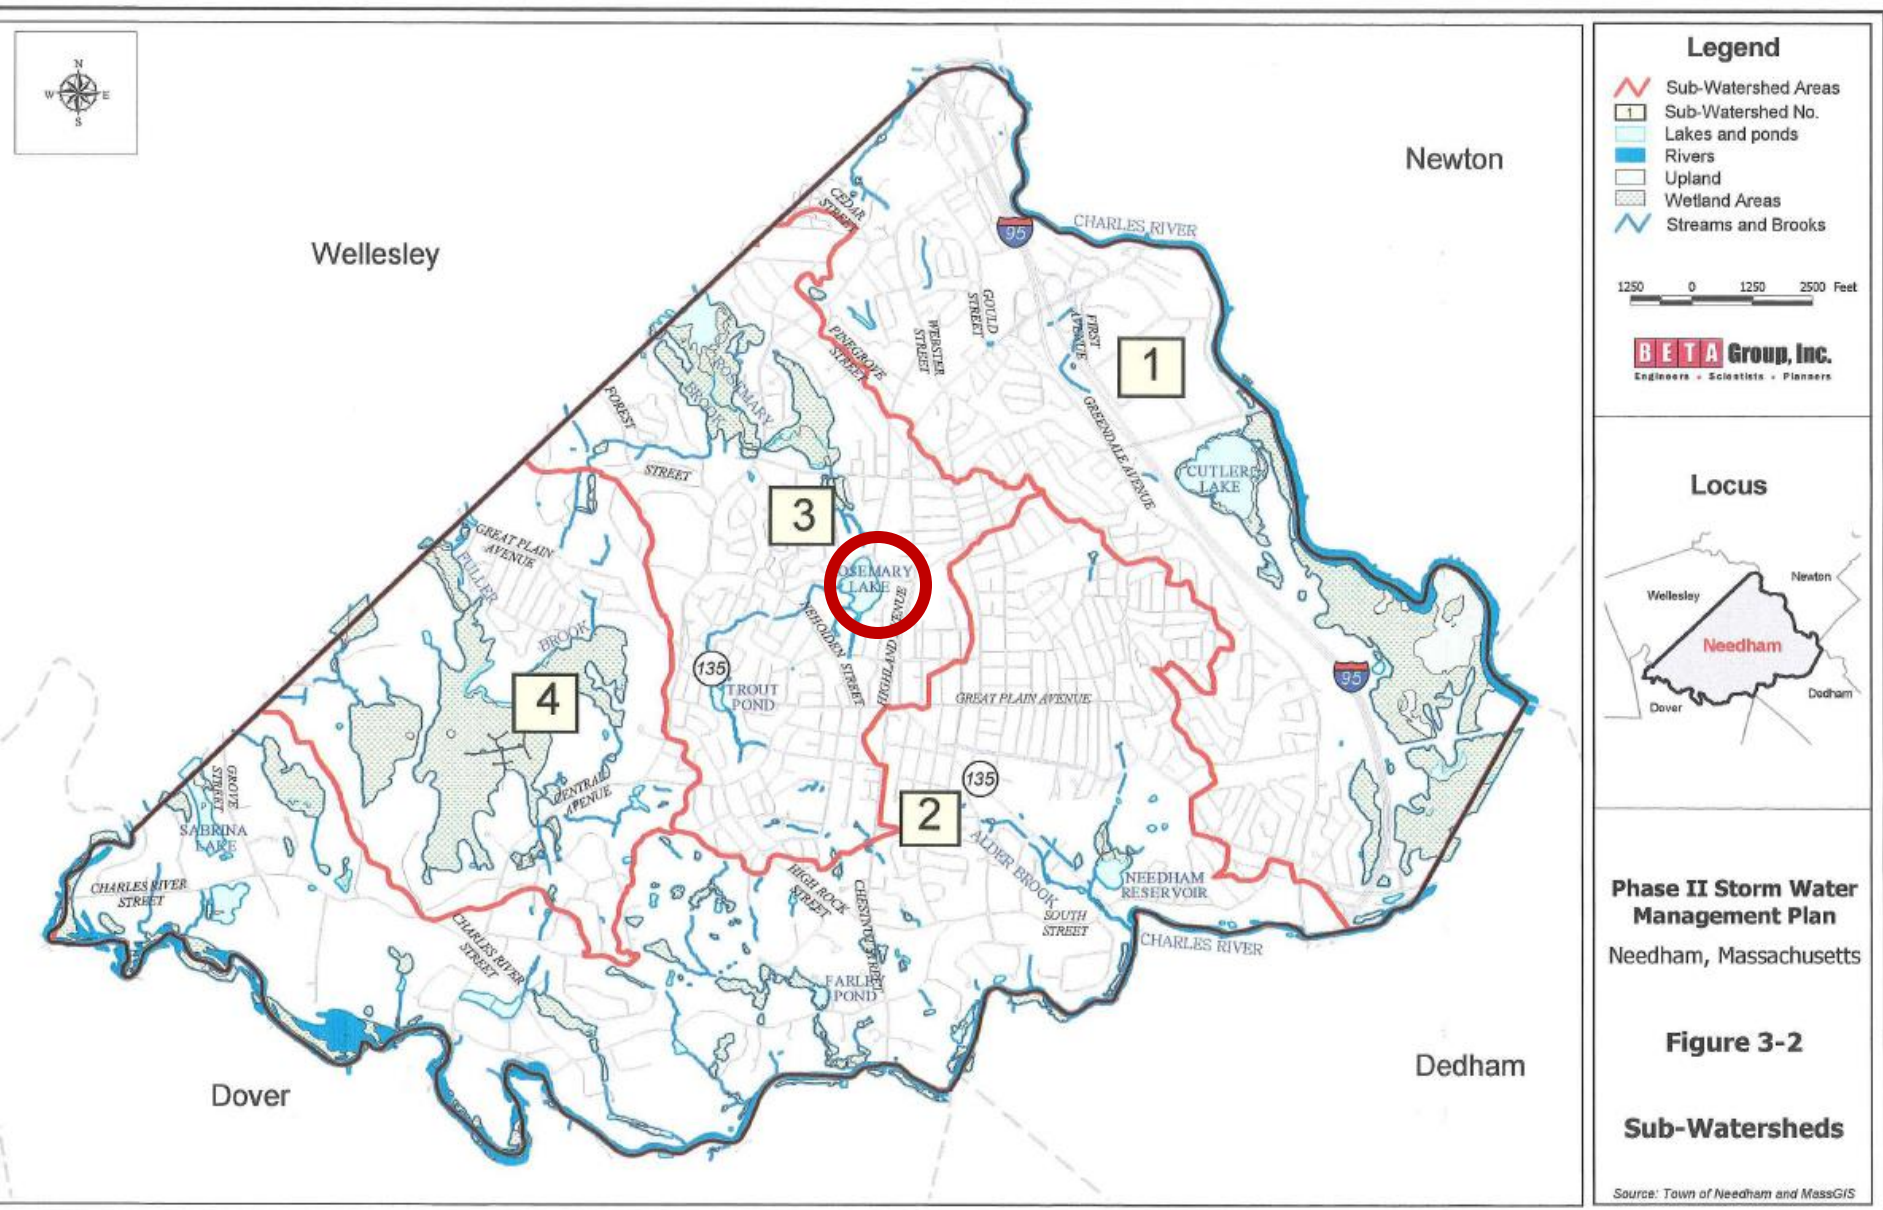 N
W E
S
Wellesley
Newton
Dover
Dedham
CEDAR
STREET
95
CHARLES RIVER
GOULD
STREET
WEBSTER
STREET
FIRST
AVENUE
PINEGROVE
STREET
1
ROSEMARY
BROOK
FOREST
STREET
GREENDALE AVENUE
CUTLER
LAKE
3
GREAT PLAIN
AVENUE
FULLER
BROOK
OSEMARY
LAKE
NEHOIDEN STREET
HIGHLAND AVENUE
135
TROUT
POND
4
GREAT PLAIN AVENUE
95
GROVE
STREET
SABRINA
LAKE
CENTRAL
AVENUE
135
2
ALDER BROOK
NEEDHAM
RESERVOIR
CHARLES RIVER
STREET
HIGH ROCK
STREET
CHESTNUT STREET
SOUTH
STREET
CHARLES RIVER
CHARLES RIVER
STREET
FARLEY
POND
Legend
Sub-Watershed Areas
1 Sub-Watershed No.
Lakes and ponds
Rivers
Upland
Wetland Areas
Streams and Brooks
1250 0 1250 2500 Feet
BETA Group, Inc.
Engineers • Scientists • Planners
Locus
Wellesley
Newton
Needham
Dover
Dedham
Phase II Storm Water
Management Plan
Needham, Massachusetts
Figure 3-2
Sub-Watersheds
Source: Town of Needham and MassGIS